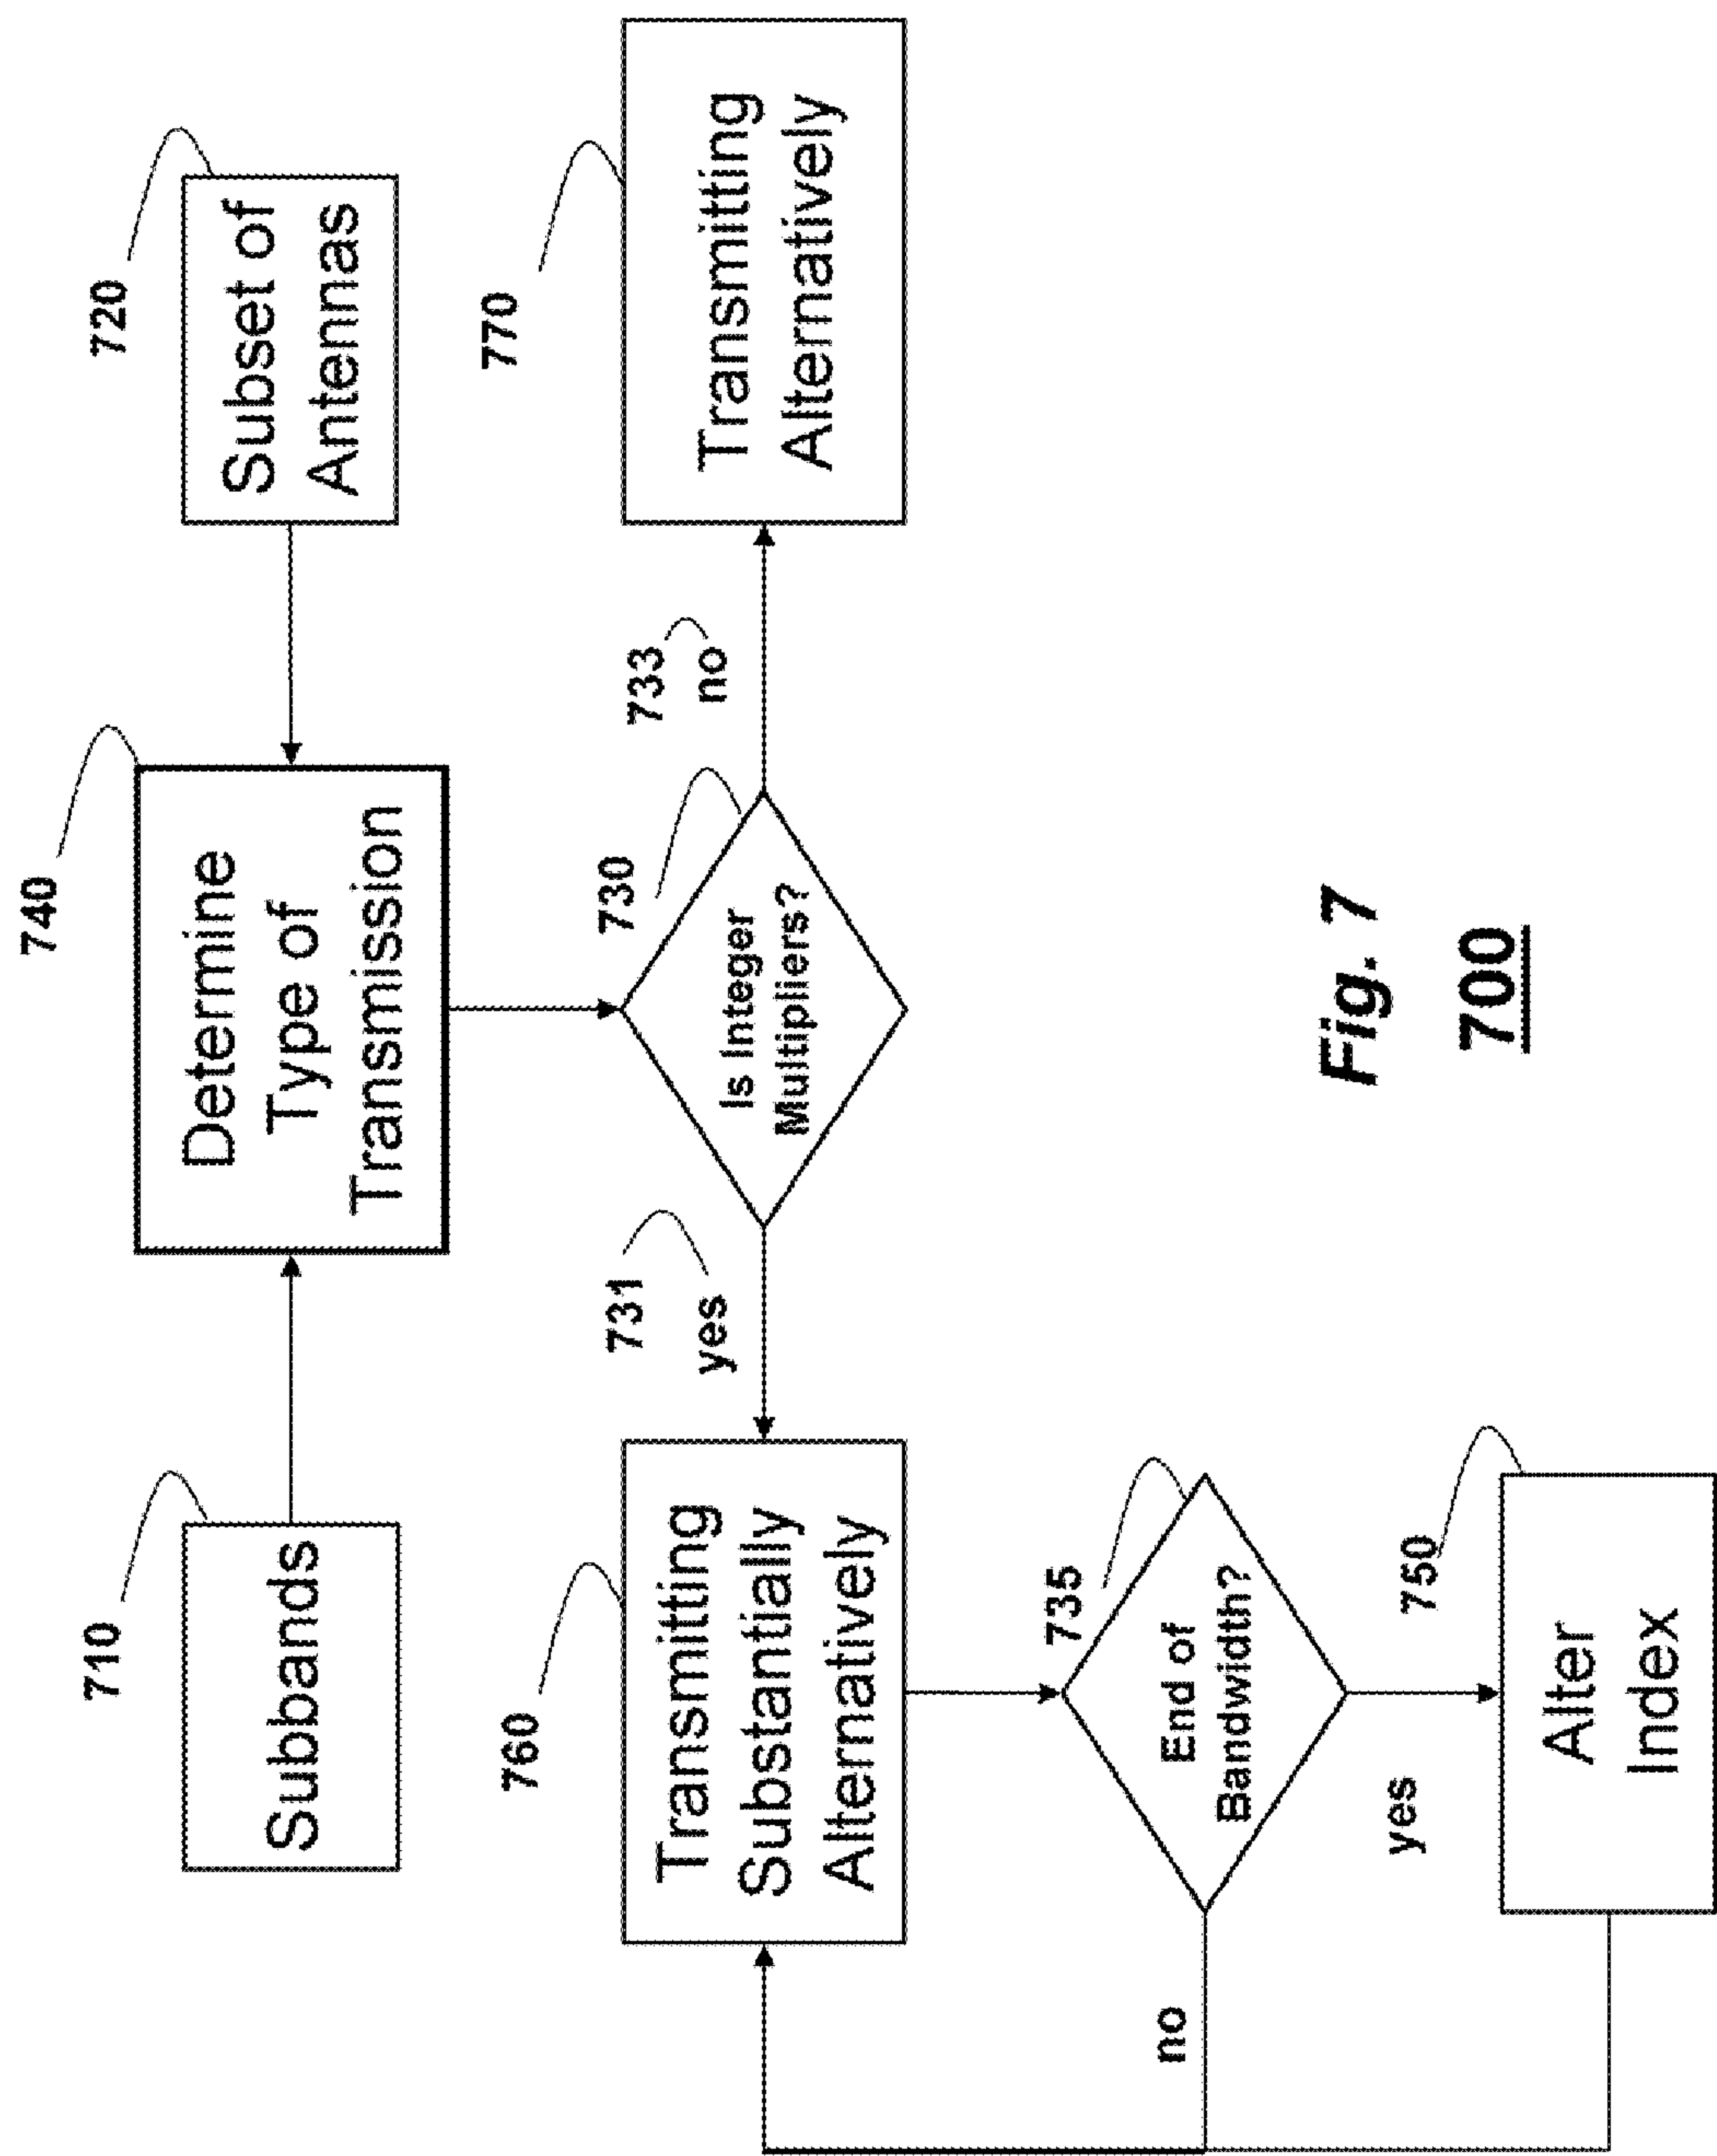 740
710
720
Subbands
Determine
Type of
Transmission
Subset of
Antennas
760
731
yes
730
733
no
770
Transmitting
Substantially
Alternatively
Is Integer
Multipliers?
Transmitting
Alternatively
735
End of
Bandwidth?
no
yes
750
Alter
Index
Fig. 7
700